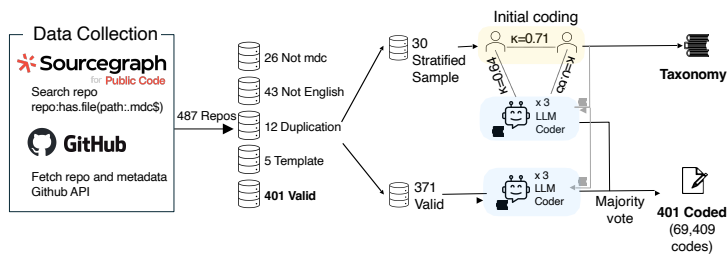 Data Collection
Sourcegraph
for Public Code
Search repo
repo:has.file(path:.mdc$)
GitHub
Fetch repo and metadata
Github API
487 Repos
26 Not mdc
43 Not English
12 Duplication
5 Template
401 Valid
30
Stratified
Sample
371
Valid
Initial coding
κ=0.71
κ=0.64
κ=0.65
x 3
LLM
Coder
x 3
LLM
Coder
Taxonomy
Majority
vote
401 Coded
(69,409
codes)